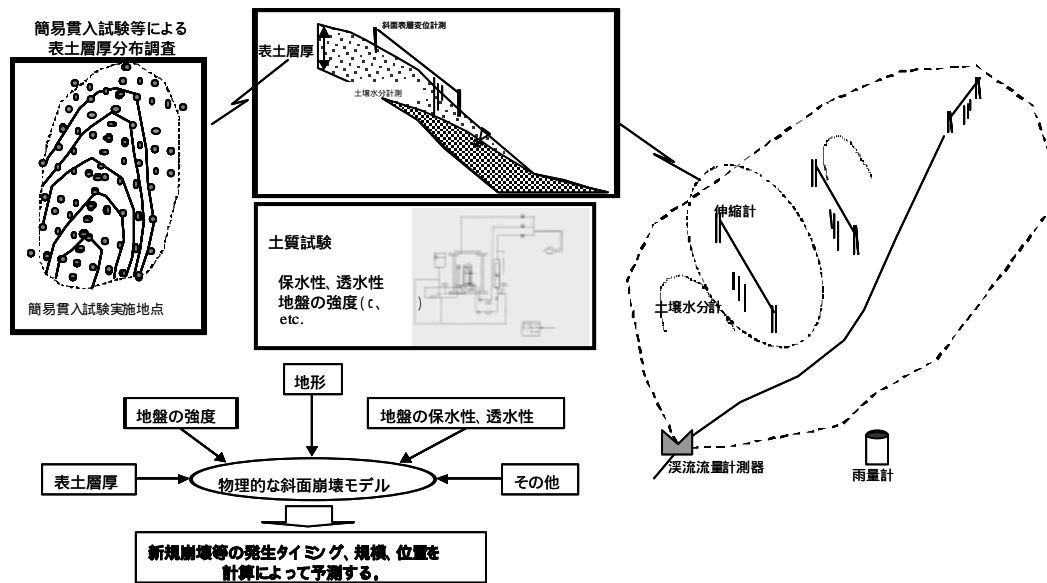 簡易貫入試験等による
表土層厚分布調査
簡易貫入試験実施地点
斜面表層変位計測
表土層厚
土壌水分計測
土質試験
保水性、透水性
地盤の強度(c、　)
etc.
伸縮計
土壌水分計
渓流流量計測器
雨量計
地形
地盤の強度
地盤の保水性、透水性
表土層厚
物理的な斜面崩壊モデル
その他
新規崩壊等の発生タイミング、規模、位置を
計算によって予測する。